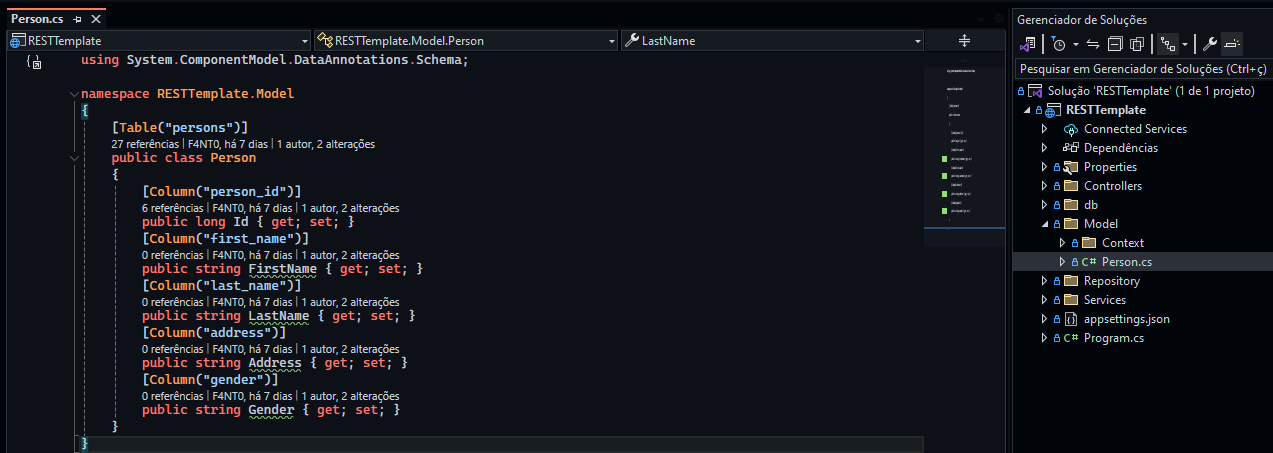 Person.cs
RESTTemplate
RESTTemplate.Model.Person
LastName
using System.ComponentModel.DataAnnotations.Schema;
namespace RESTTemplate.Model
{
[Table("persons")]
27 referências | F4NT0, há 7 dias | 1 autor, 2 alterações
public class Person
{
[Column("person_id")]
6 referências | F4NT0, há 7 dias | 1 autor, 2 alterações
public long Id { get; set; }
[Column("first_name")]
0 referências | F4NT0, há 7 dias | 1 autor, 2 alterações
public string FirstName { get; set; }
[Column("last_name")]
0 referências | F4NT0, há 7 dias | 1 autor, 2 alterações
public string LastName { get; set; }
[Column("address")]
0 referências | F4NT0, há 7 dias | 1 autor, 2 alterações
public string Address { get; set; }
[Column("gender")]
0 referências | F4NT0, há 7 dias | 1 autor, 2 alterações
public string Gender { get; set; }
}
}
Gerenciador de Soluções
Pesquisar em Gerenciador de Soluções (Ctrl+ç)
Solução 'RESTTemplate' (1 de 1 projeto)
RESTTemplate
Connected Services
Dependências
Properties
Controllers
db
Model
Context
C# Person.cs
Repository
Services
appsettings.json
C# Program.cs